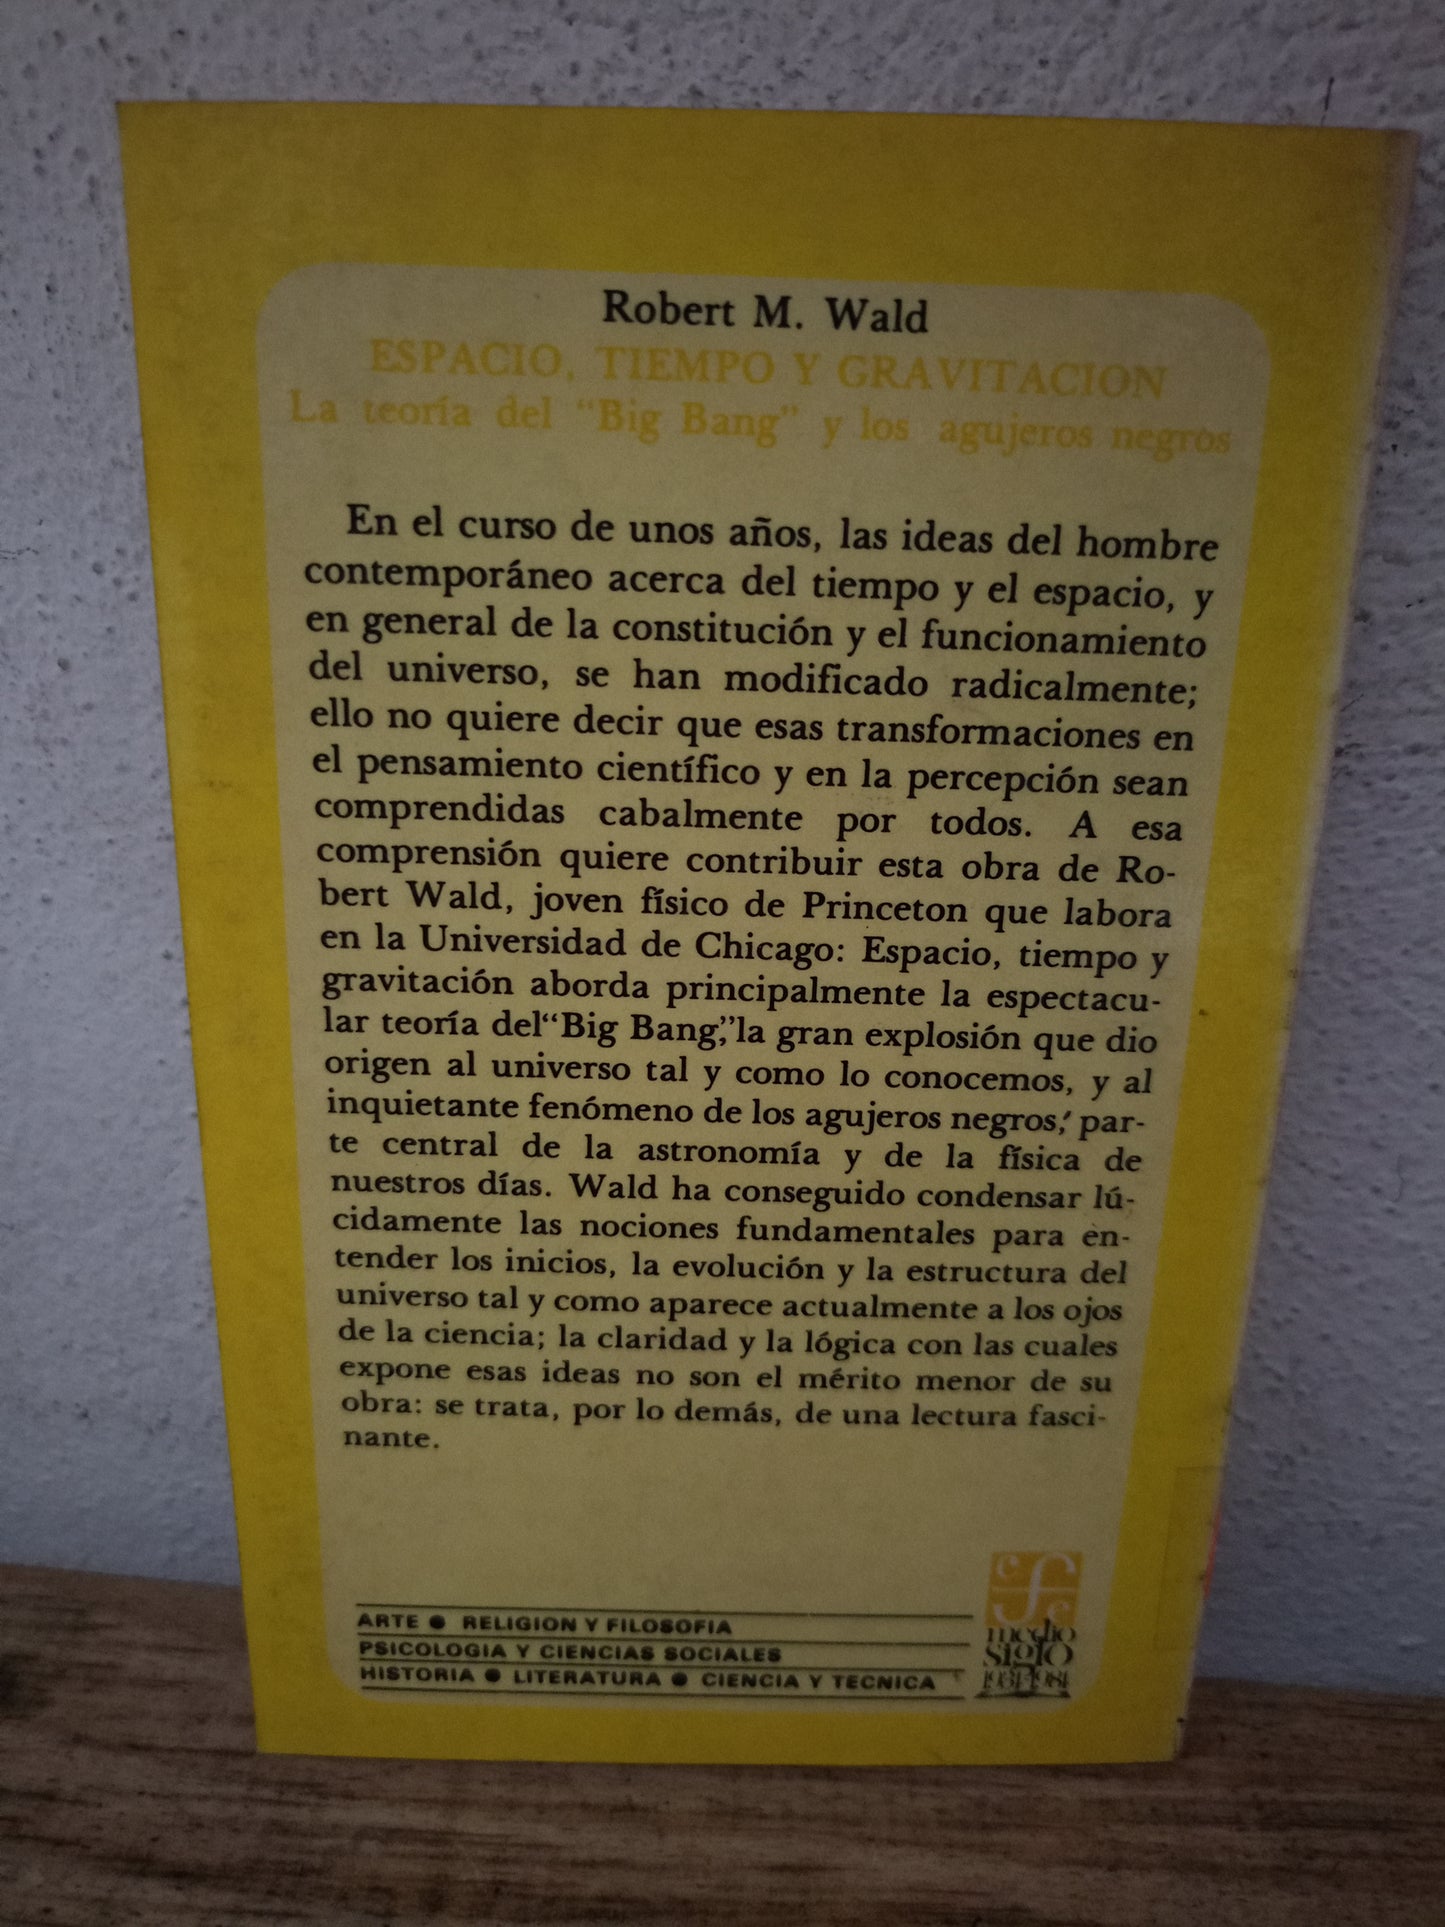 Robert M. Wald
ESPACIO, TIEMPO Y GRAVITACION
La teoría del "Big Bang" y los agujeros negros
En el curso de unos años, las ideas del hombre
contemporáneo acerca del tiempo y el espacio, y
en general de la constitución y el funcionamiento
del universo, se han modificado radicalmente;
ello no quiere decir que esas transformaciones en
el pensamiento científico y en la percepción sean
comprendidas cabalmente por todos. A esa
comprensión quiere contribuir esta obra de Ro-
bert Wald, joven físico de Princeton que labora
en la Universidad de Chicago: Espacio, tiempo y
gravitación aborda principalmente la espectacu-
lar teoría del“Big Bang,”la gran explosión que dio
origen al universo tal y como lo conocemos, y al
inquietante fenómeno de los agujeros negros,’ par-
te central de la astronomía y de la física de
nuestros días. Wald ha conseguido condensar lú-
cidamente las nociones fundamentales para en-
tender los inicios, la evolución y la estructura del
universo tal y como aparece actualmente a los ojos
de la ciencia; la claridad y la lógica con las cuales
expone esas ideas no son el mérito menor de su
obra: se trata, por lo demás, de una lectura fasci-
nante.
ARTE ● RELIGION Y FILOSOFIA
PSICOLOGIA Y CIENCIAS SOCIALES
HISTORIA ● LITERATURA ● CIENCIA Y TECNICA
cfe
medio
siglo